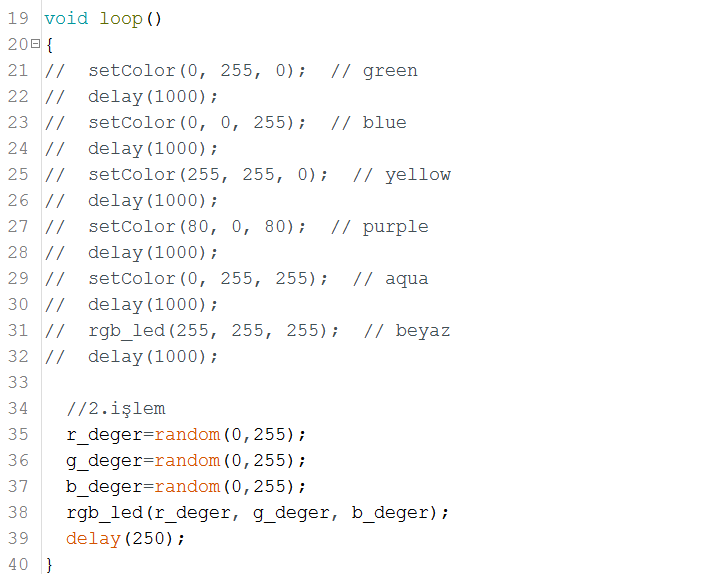 19 void loop()
20 {
21 //  setColor(0, 255, 0);  // green
22 //  delay(1000);
23 //  setColor(0, 0, 255);  // blue
24 //  delay(1000);
25 //  setColor(255, 255, 0);  // yellow
26 //  delay(1000);
27 //  setColor(80, 0, 80);  // purple
28 //  delay(1000);
29 //  setColor(0, 255, 255);  // aqua
30 //  delay(1000);
31 //  rgb_led(255, 255, 255);  // beyaz
32 //  delay(1000);
33
34   //2.işlem
35   r_deger=random(0,255);
36   g_deger=random(0,255);
37   b_deger=random(0,255);
38   rgb_led(r_deger, g_deger, b_deger);
39   delay(250);
40 }